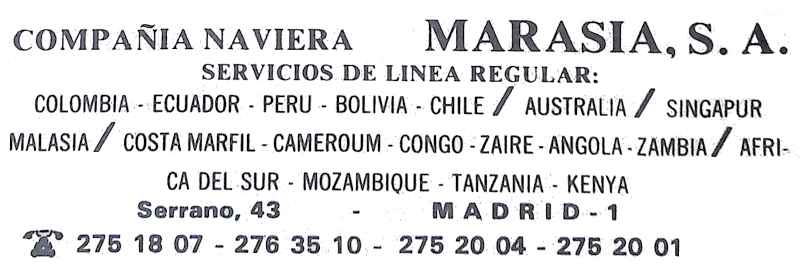 COMPAÑIA NAVIERA MARASIA, S. A.
SERVICIOS DE LINEA REGULAR:
COLOMBIA - ECUADOR - PERU - BOLIVIA - CHILE / AUSTRALIA / SINGAPUR
MALASIA / COSTA MARFIL - CAMEROUM - CONGO - ZAIRE - ANGOLA - ZAMBIA / AFRI-
CA DEL SUR - MOZAMBIQUE - TANZANIA - KENYA
Serrano, 43 - MADRID-1
☎ 275 18 07 - 276 35 10 - 275 20 04 - 275 20 01